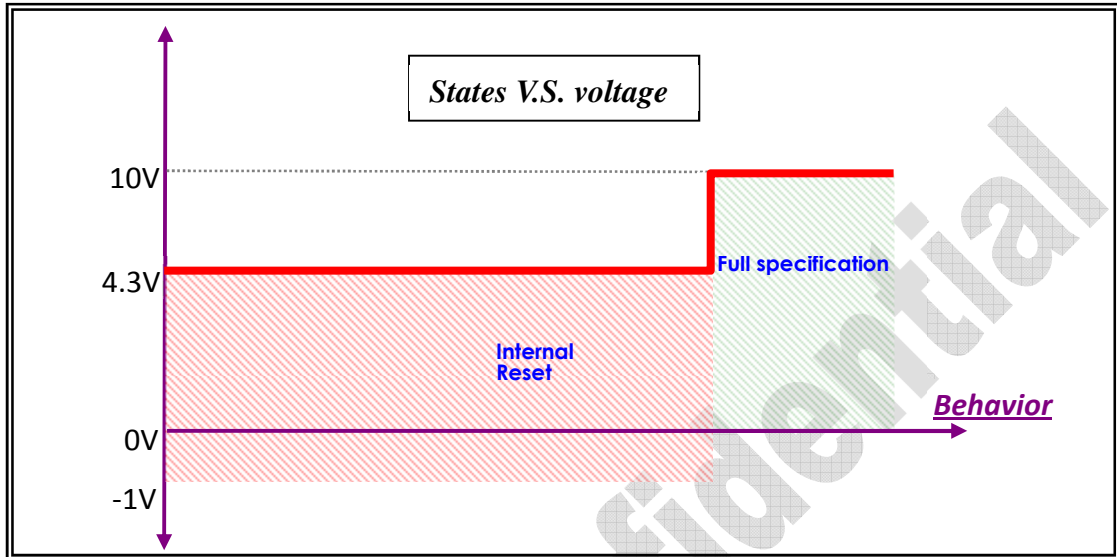 States V.S. voltage
10V
4.3V
Full specification
Internal
Reset
Behavior
0V
-1V
fidential